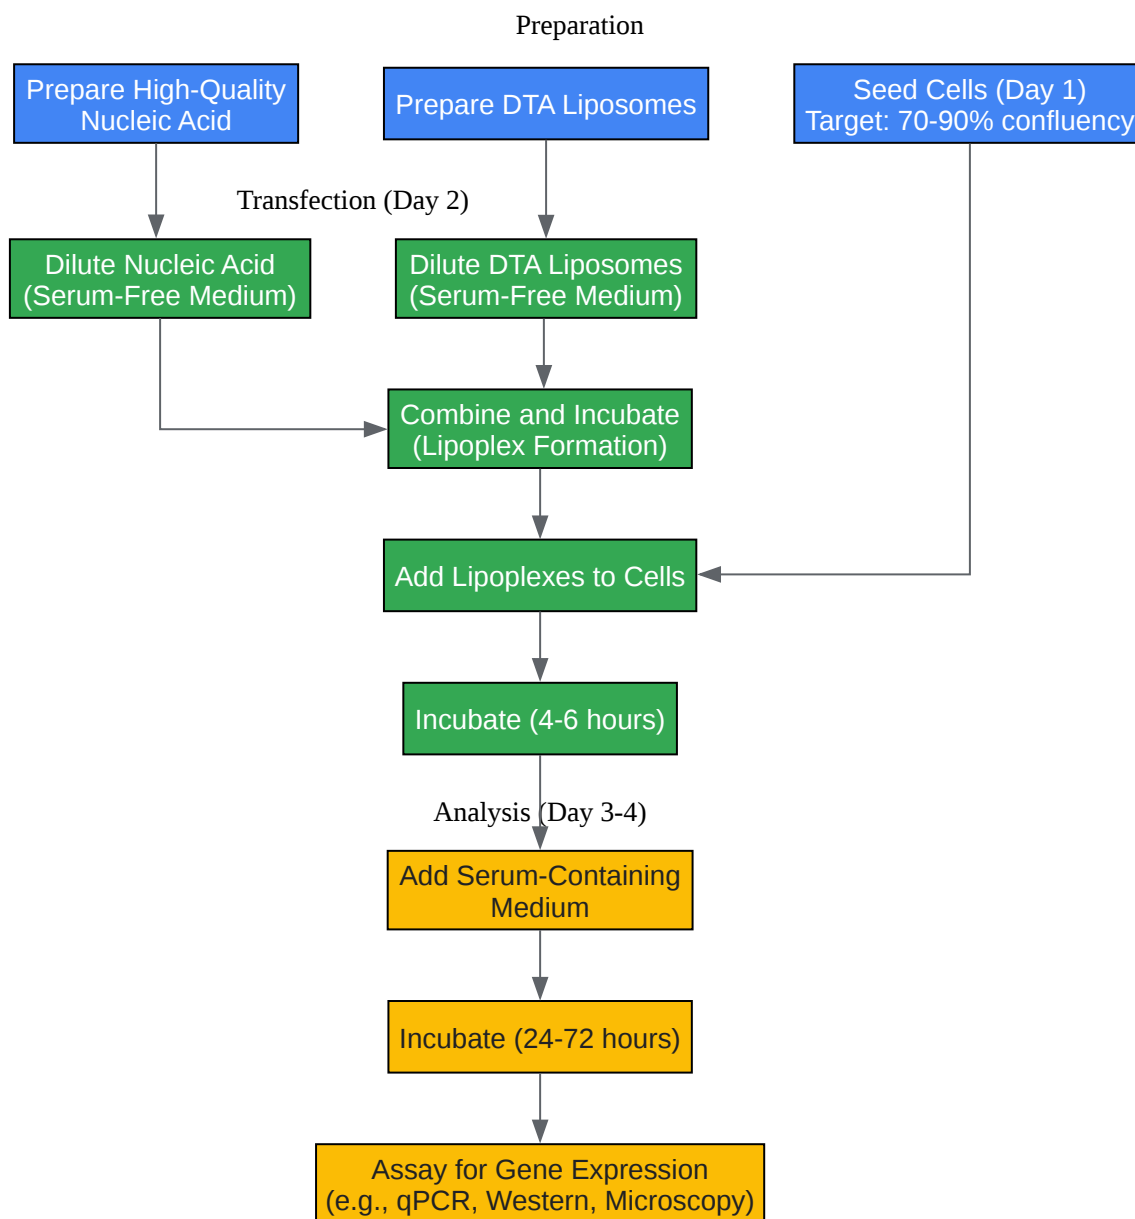 Preparation
Prepare High-Quality
Nucleic Acid
Prepare DTA Liposomes
Seed Cells (Day 1)
Target: 70-90% confluency
Transfection (Day 2)
Dilute Nucleic Acid
(Serum-Free Medium)
Dilute DTA Liposomes
(Serum-Free Medium)
Combine and Incubate
(Lipoplex Formation)
Add Lipoplexes to Cells
Incubate (4-6 hours)
Analysis (Day 3-4)
Add Serum-Containing
Medium
Incubate (24-72 hours)
Assay for Gene Expression
(e.g., qPCR, Western, Microscopy)